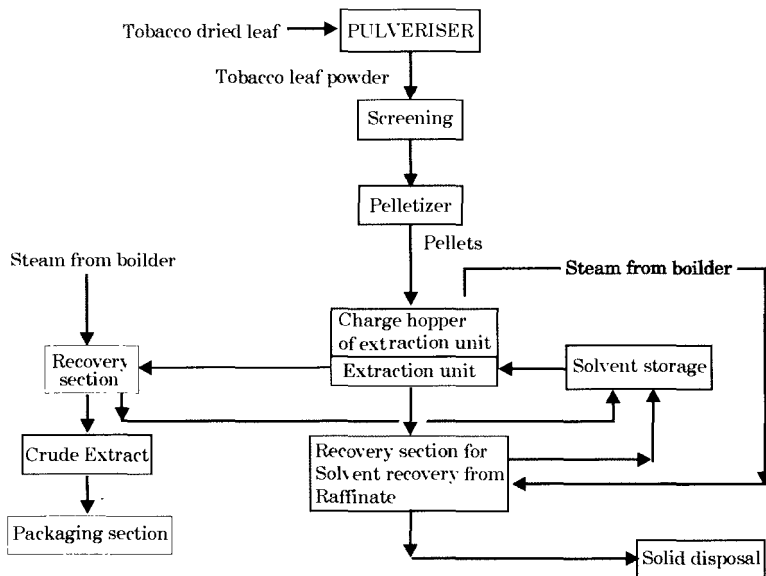 Tobacco dried leaf
PULVERISER
Tobacco leaf powder
Screening
Pelletizer
Pellets
Steam from boilder
Steam from boilder
Charge hopper
of extraction unit
Extraction unit
Recovery
section
Solvent storage
Crude Extract
Recovery section for
Solvent recovery from
Raffinate
Packaging section
Solid disposal